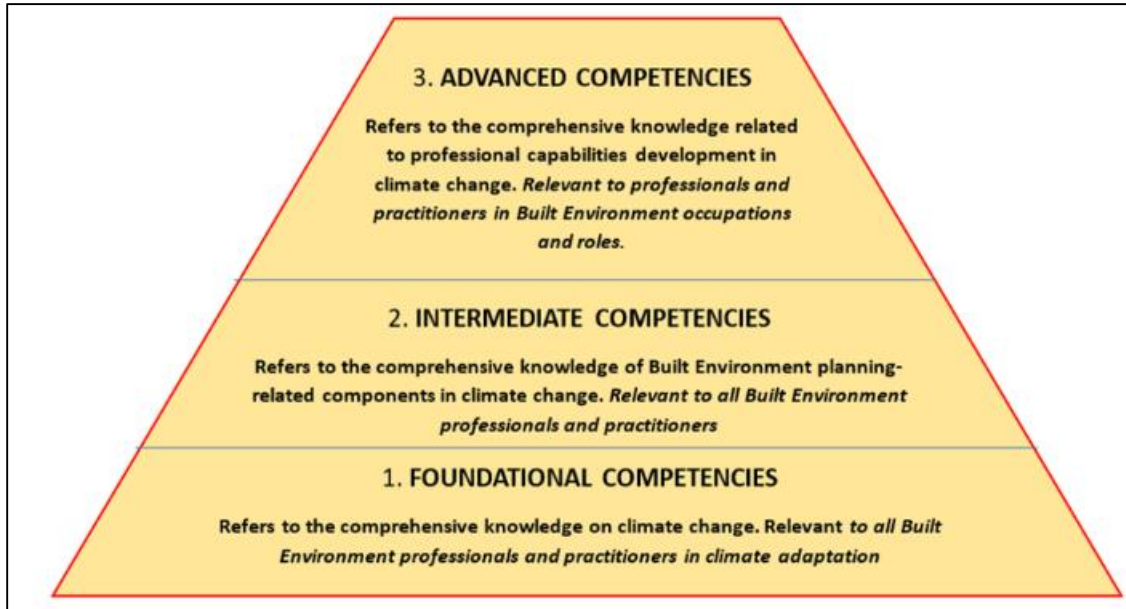 3. ADVANCED COMPETENCIES
Refers to the comprehensive knowledge related
to professional capabilities development in
climate change. Relevant to professionals and
practitioners in Built Environment occupations
and roles.
2. INTERMEDIATE COMPETENCIES
Refers to the comprehensive knowledge of Built Environment planning-
related components in climate change. Relevant to all Built Environment
professionals and practitioners
1. FOUNDATIONAL COMPETENCIES
Refers to the comprehensive knowledge on climate change. Relevant to all Built
Environment professionals and practitioners in climate adaptation